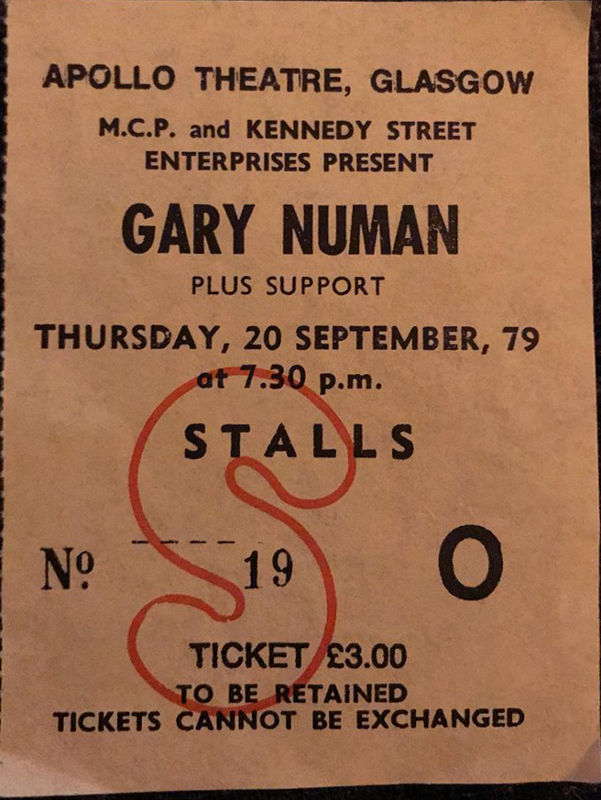 APOLLO THEATRE, GLASGOW
M.C.P. and KENNEDY STREET
ENTERPRISES PRESENT
GARY NUMAN
PLUS SUPPORT
THURSDAY, 20 SEPTEMBER, 79
at 7.30 p.m.
STALLS
S
Nº 19 O
TICKET £3.00
TO BE RETAINED
TICKETS CANNOT BE EXCHANGED